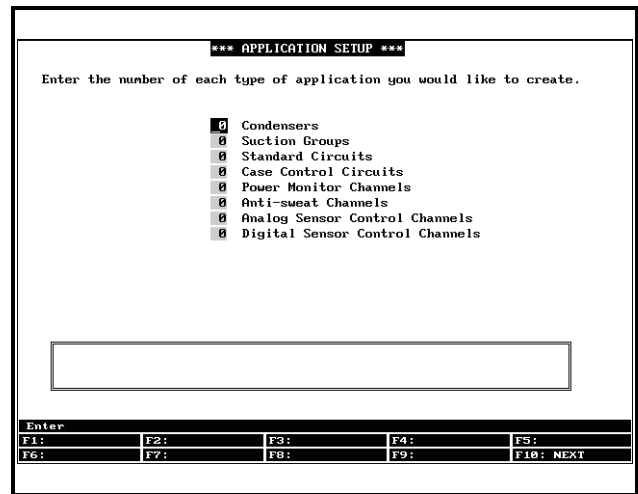 *** APPLICATION SETUP ***
Enter the number of each type of application you would like to create.
0 Condensers
0 Suction Groups
0 Standard Circuits
0 Case Control Circuits
0 Power Monitor Channels
0 Anti-sweat Channels
0 Analog Sensor Control Channels
0 Digital Sensor Control Channels
Enter
F1: F2: F3: F4: F5:
F6: F7: F8: F9: F10: NEXT